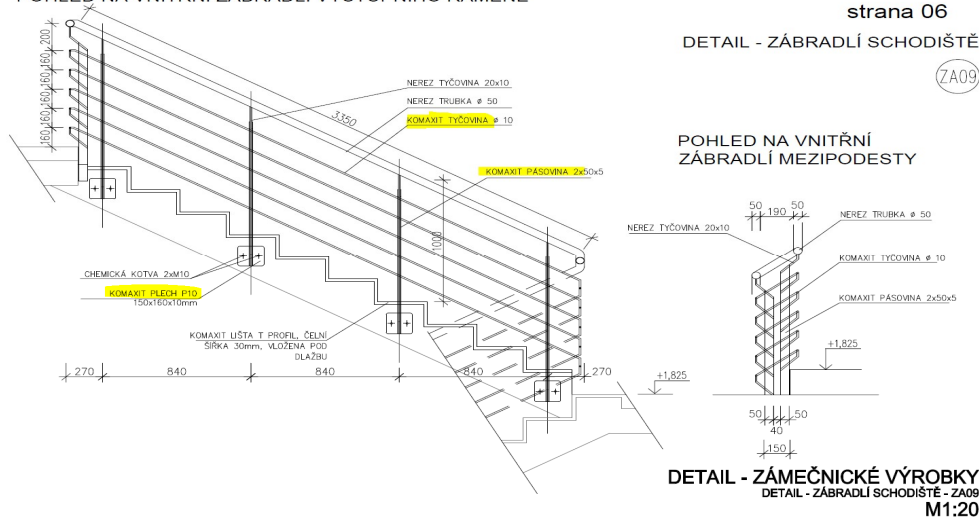 strana 06
DETAIL - ZÁBRADLÍ SCHODIŠTĚ
ZA09
200
160
160
160
160
160
NEREZ TYČOVINA 20x10
NEREZ TRUBKA ø 50
KOMAXIT TYČOVINA ø 10
3350
KOMAXIT PÁSOVINA 2x50x5
1000
CHEMICKÁ KOTVA 2xM10
KOMAXIT PLECH P10
150x160x10mm
KOMAXIT LIŠTA T PROFIL, ČELNÍ
ŠÍŘKA 30mm, VLOŽENA POD
DLAŽBU
270
840
840
840
270
+1,825
POHLED NA VNITŘNÍ
ZÁBRADLÍ MEZIPODESTY
50
190
50
NEREZ TYČOVINA 20x10
NEREZ TRUBKA ø 50
KOMAXIT TYČOVINA ø 10
KOMAXIT PÁSOVINA 2x50x5
+1,825
50
50
40
150
DETAIL - ZÁMEČNICKÉ VÝROBKY
DETAIL - ZÁBRADLÍ SCHODIŠTĚ - ZA09
M1:20